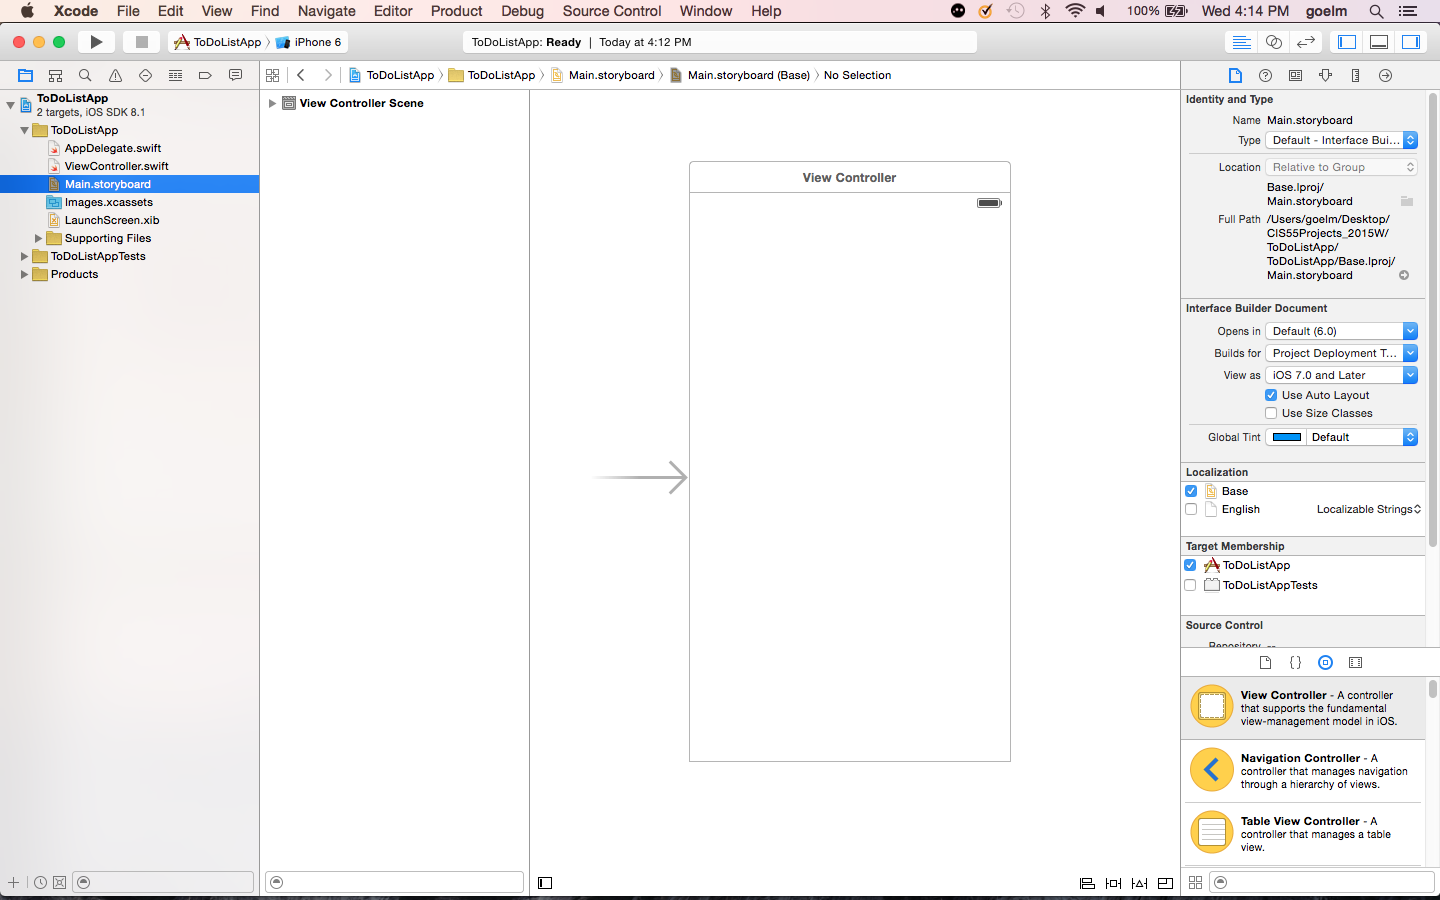 Xcode File Edit View Find Navigate Editor Product Debug Source Control Window Help 100% Wed 4:14 PM goelm
ToDoListApp iPhone 6 ToDoListApp: Ready | Today at 4:12 PM
ToDoListApp ToDoListApp Main.storyboard Main.storyboard (Base) No Selection
ToDoListApp
2 targets, iOS SDK 8.1
ToDoListApp
AppDelegate.swift
ViewController.swift
Main.storyboard
Images.xcassets
LaunchScreen.xib
Supporting Files
ToDoListAppTests
Products
View Controller Scene
View Controller
Identity and Type
Name Main.storyboard
Type Default - Interface Bui...
Location Relative to Group
Base.lproj/
Main.storyboard
Full Path /Users/goelm/Desktop/
CIS55Projects_2015W/
ToDoListApp/
ToDoListApp/Base.lproj/
Main.storyboard
Interface Builder Document
Opens in Default (6.0)
Builds for Project Deployment T...
View as iOS 7.0 and Later
Use Auto Layout
Use Size Classes
Global Tint Default
Localization
Base
English Localizable Strings
Target Membership
ToDoListApp
ToDoListAppTests
Source Control
Repository --
{}
View Controller - A controller
that supports the fundamental
view-management model in iOS.
Navigation Controller - A
controller that manages navigation
through a hierarchy of views.
Table View Controller - A
controller that manages a table
view.